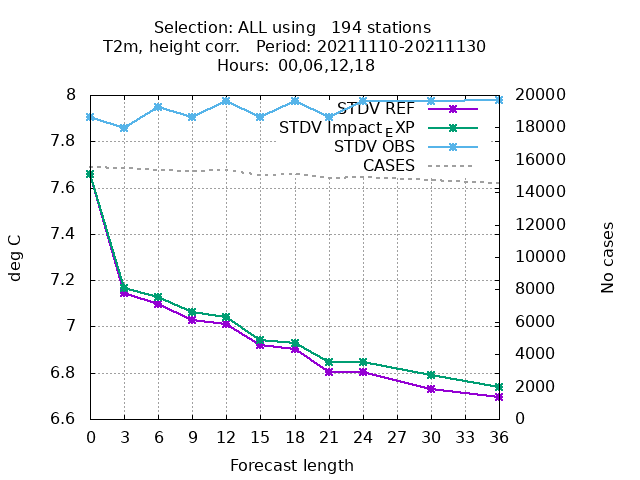 Selection: ALL using   194 stations
T2m, height corr.   Period: 20211110-20211130
Hours:  00,06,12,18
STDV REF
STDV Impact_EXP
STDV OBS
CASES
8
7.8
7.6
7.4
7.2
7
6.8
6.6
20000
18000
16000
14000
12000
10000
8000
6000
4000
2000
0
deg C
No cases
0 3 6 9 12 15 18 21 24 27 30 33 36
Forecast length